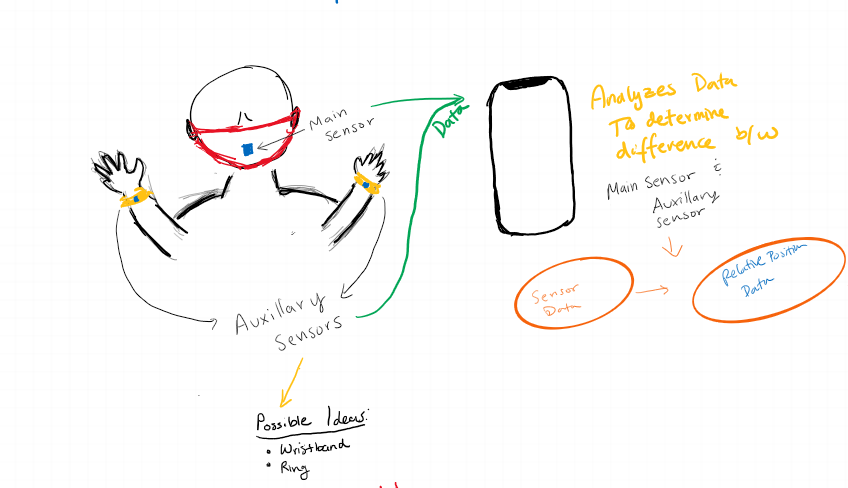 Main
sensor
Data
Analyzes Data
To determine
difference b/w
Main Sensor &
Auxillary
sensor
Sensor
Data
Relative Position
Data
Auxillary
Sensors
Possible Ideas:
• Wristband
• Ring